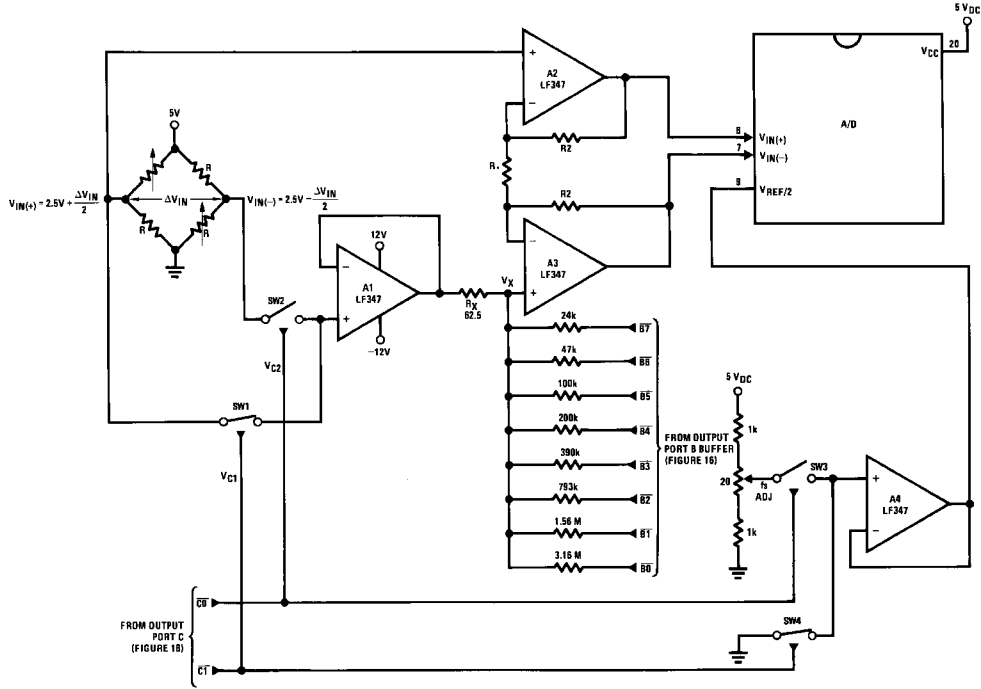 5 V DC
20
VCC
A/D
6
VIN(+)
7
VIN(−)
9
VREF/2
+
A2
LF347
−
R2
R2
−
A3
LF347
+
5V
R
R
VIN(+) = 2.5V + ΔVIN/2
ΔVIN
VIN(−) = 2.5V − ΔVIN/2
12V
−
A1
LF347
+
−12V
VX
RX
62.5
SW2
VC2
SW1
VC1
24k
B7
47k
B6
100k
B5
200k
B4
390k
B3
793k
B2
1.56 M
B1
3.16 M
B0
FROM OUTPUT
PORT B BUFFER
(FIGURE 16)
5 VDC
1k
20
fs
ADJ
1k
SW3
+
A4
LF347
−
SW4
FROM OUTPUT
PORT C
(FIGURE 16)
C0
C1